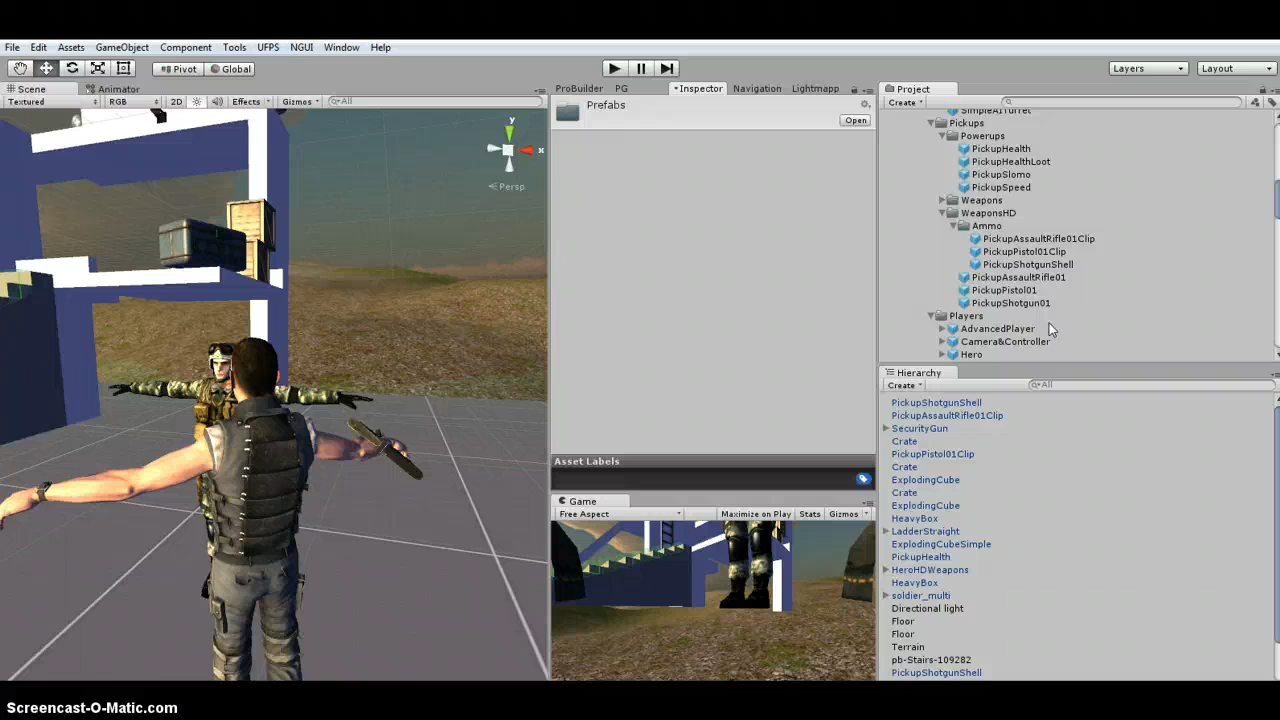 File Edit Assets GameObject Component Tools UFPS NGUI Window Help
Pivot Global Layers Layout
Scene Animator
Textured RGB 2D Effects Gizmos All
y
x
Persp
ProBuilder PG Inspector Navigation Lightmapp
Prefabs
Open
Asset Labels
Game
Free Aspect Maximize on Play Stats Gizmos
Project
Create
SimpleAITurret
Pickups
Powerups
PickupHealth
PickupHealthLoot
PickupSlomo
PickupSpeed
Weapons
WeaponsHD
Ammo
PickupAssaultRifle01Clip
PickupPistol01Clip
PickupShotgunShell
PickupAssaultRifle01
PickupPistol01
PickupShotgun01
Players
AdvancedPlayer
Camera&Controller
Hero
Hierarchy
Create All
PickupShotgunShell
PickupAssaultRifle01Clip
SecurityGun
Crate
PickupPistol01Clip
Crate
ExplodingCube
Crate
ExplodingCube
HeavyBox
LadderStraight
ExplodingCubeSimple
PickupHealth
HeroHDWeapons
HeavyBox
soldier_multi
Directional light
Floor
Floor
Terrain
pb-Stairs-109282
PickupShotgunShell
Screencast-O-Matic.com